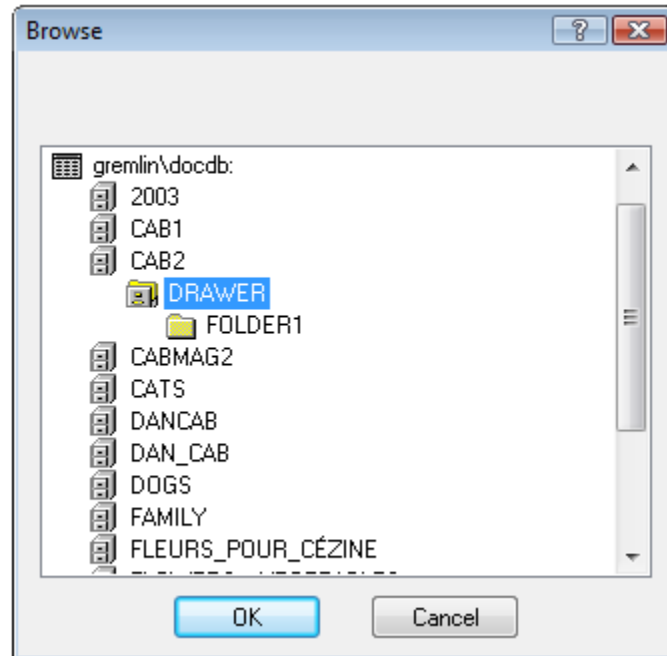 Browse
gremlin\docdb:
2003
CAB1
CAB2
DRAWER
FOLDER1
CABMAG2
CATS
DANCAB
DAN_CAB
DOGS
FAMILY
FLEURS_POUR_CÉZINE
OK Cancel